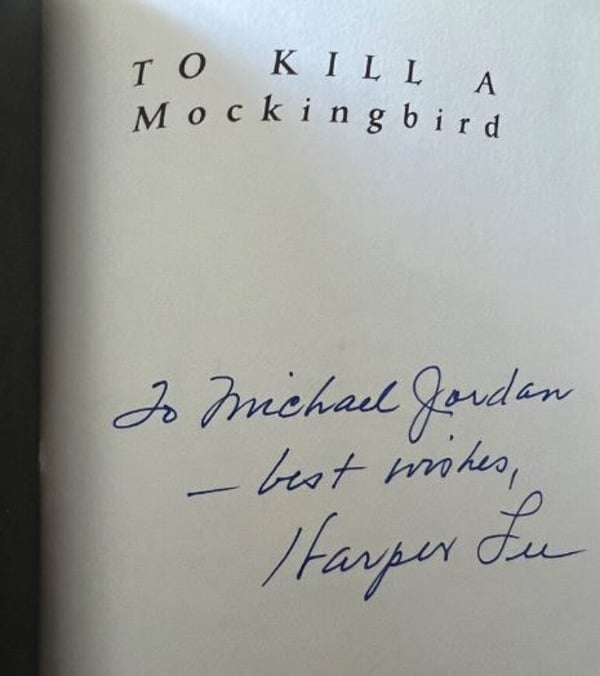 TO KILL A
Mockingbird
To Michael Jordan
— best wishes,
Harper Lee